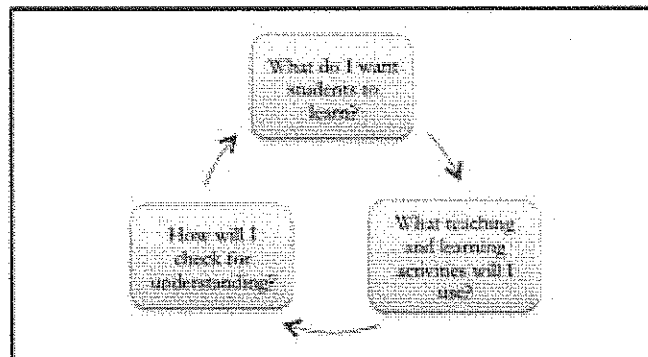 What do I want
students to
learn?
What teaching
and learning
activities will I
use?
How will I
check for
understanding?